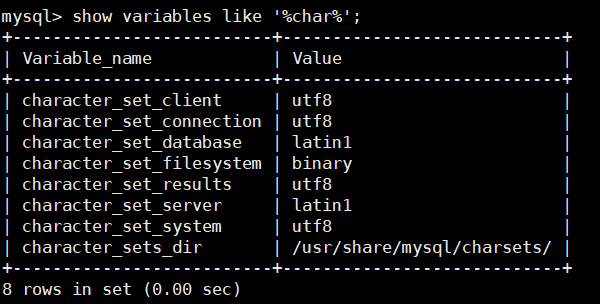 mysql> show variables like '%char%';
+--------------------------+----------------------------+
| Variable_name            | Value                      |
+--------------------------+----------------------------+
| character_set_client     | utf8                       |
| character_set_connection | utf8                       |
| character_set_database   | latin1                     |
| character_set_filesystem | binary                     |
| character_set_results    | utf8                       |
| character_set_server     | latin1                     |
| character_set_system     | utf8                       |
| character_sets_dir       | /usr/share/mysql/charsets/ |
+--------------------------+----------------------------+
8 rows in set (0.00 sec)